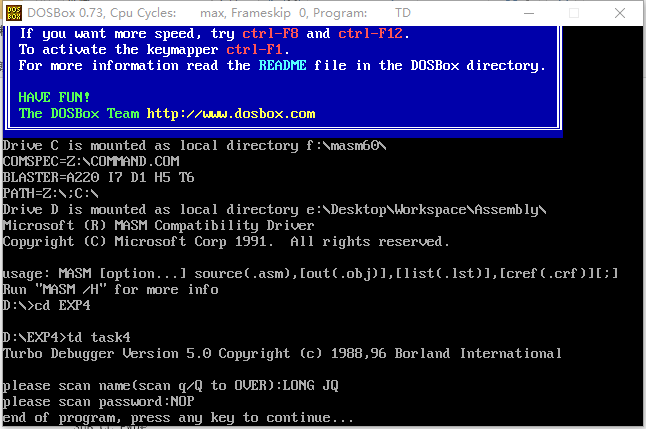 DOSBox 0.73, Cpu Cycles: max, Frameskip 0, Program: TD
If you want more speed, try ctrl-F8 and ctrl-F12.
To activate the keymapper ctrl-F1.
For more information read the README file in the DOSBox directory.
HAVE FUN!
The DOSBox Team http://www.dosbox.com
Drive C is mounted as local directory f:\masm60\
COMSPEC=Z:\COMMAND.COM
BLASTER=A220 I7 D1 H5 T6
PATH=Z:\;C:\
Drive D is mounted as local directory e:\Desktop\Workspace\Assembly\
Microsoft (R) MASM Compatibility Driver
Copyright (C) Microsoft Corp 1991.  All rights reserved.
usage: MASM [option...] source(.asm),[out(.obj)],[list(.lst)],[cref(.crf)][;]
Run "MASM /H" for more info
D:\>cd EXP4
D:\EXP4>td task4
Turbo Debugger Version 5.0 Copyright (c) 1988,96 Borland International
please scan name(scan q/Q to OVER):LONG JQ
please scan password:NOP
end of program, press any key to continue...